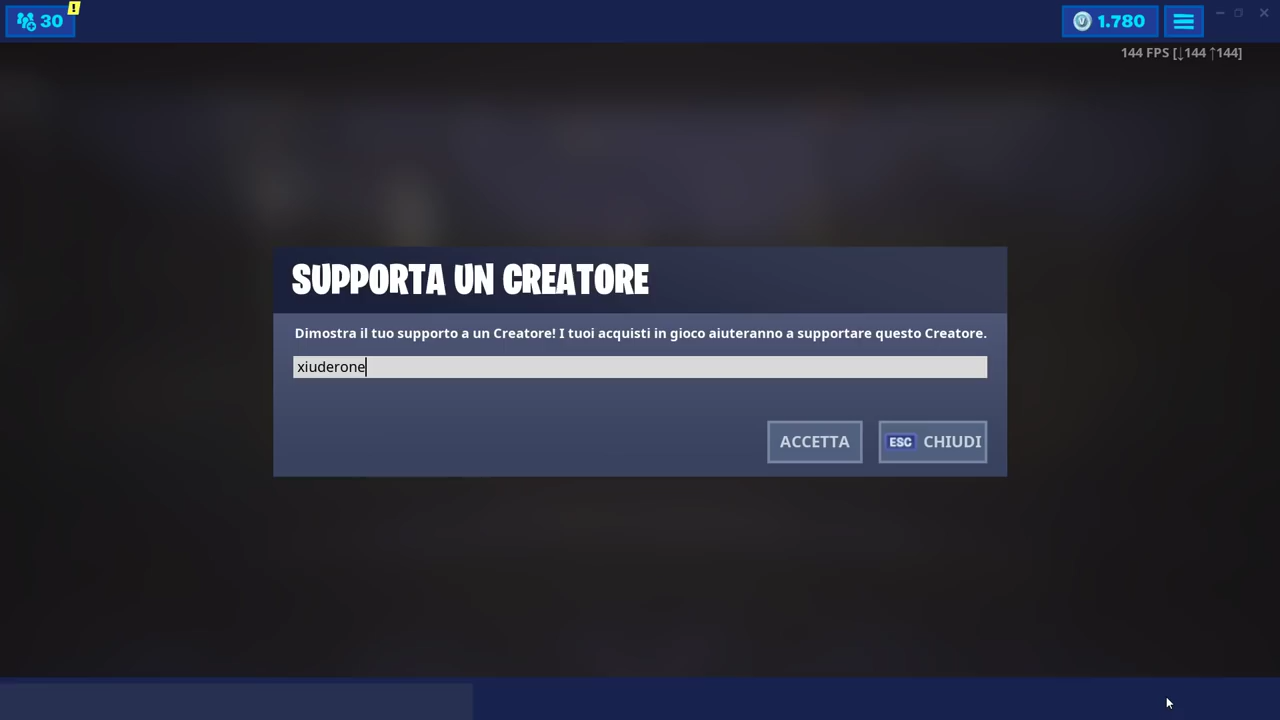 30
!
1.780
144 FPS [↓144 ↑144]
SUPPORTA UN CREATORE
Dimostra il tuo supporto a un Creatore! I tuoi acquisti in gioco aiuteranno a supportare questo Creatore.
xiuderone
ACCETTA
ESC CHIUDI